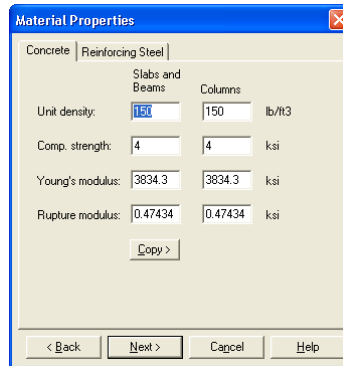 Material Properties
Concrete Reinforcing Steel
Slabs and
Beams Columns
Unit density: 150 150 lb/ft3
Comp. strength: 4 4 ksi
Young's modulus: 3834.3 3834.3 ksi
Rupture modulus: 0.47434 0.47434 ksi
Copy >
< Back Next > Cancel Help